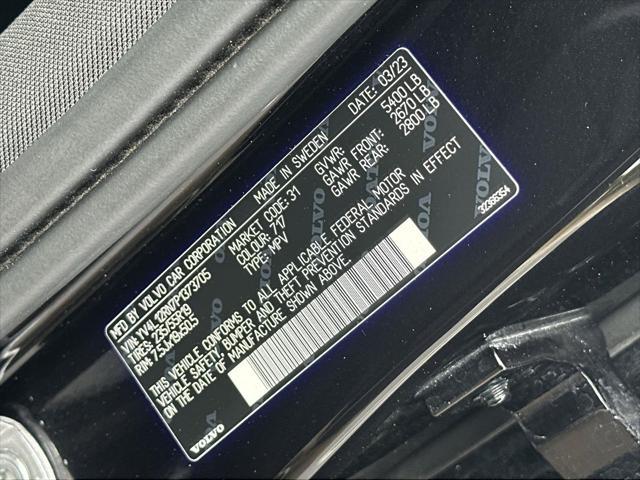 MFD BY VOLVO CAR CORPORATION MADE IN SWEDEN DATE: 03/23
MARKET CODE: 31 GVWR: 5400 LB
TIRES: 235/55R19 COLOUR: 717 GAWR FRONT: 2670 LB
RIM: 7.5Jx19x50.5 TYPE: MPV GAWR REAR: 2800 LB
THIS VEHICLE CONFORMS TO ALL APPLICABLE FEDERAL MOTOR
VEHICLE SAFETY, BUMPER AND THEFT PREVENTION STANDARDS IN EFFECT
ON THE DATE OF MANUFACTURE SHOWN ABOVE.
VOLVO
32366354